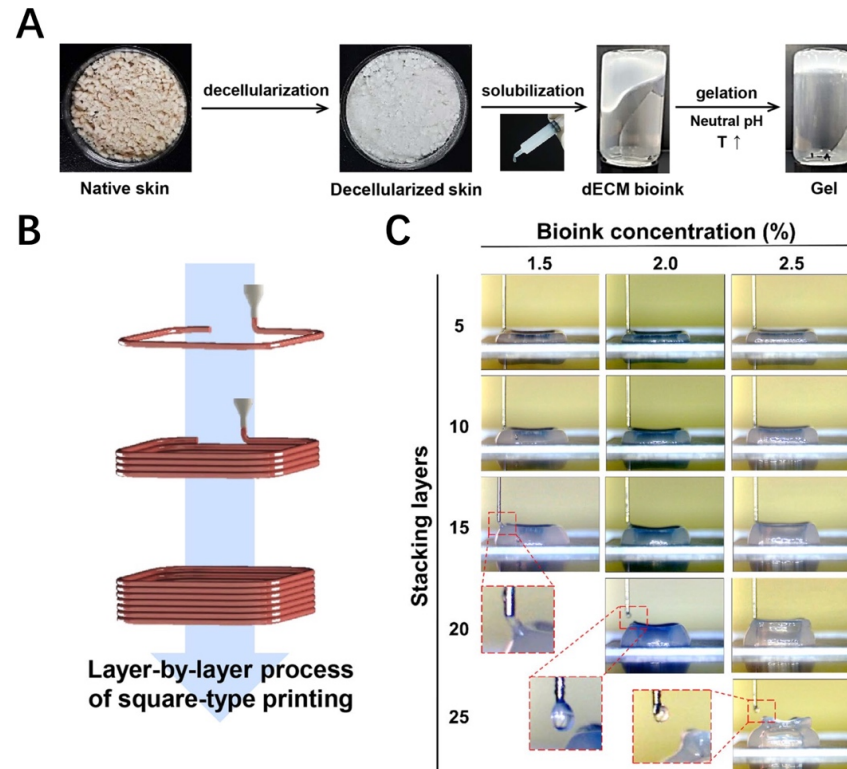 A
decellularization
solubilization
gelation
Neutral pH
T ↑
Native skin
Decellularized skin
dECM bioink
Gel
B
Layer-by-layer process
of square-type printing
C
Bioink concentration (%)
1.5
2.0
2.5
Stacking layers
5
10
15
20
25